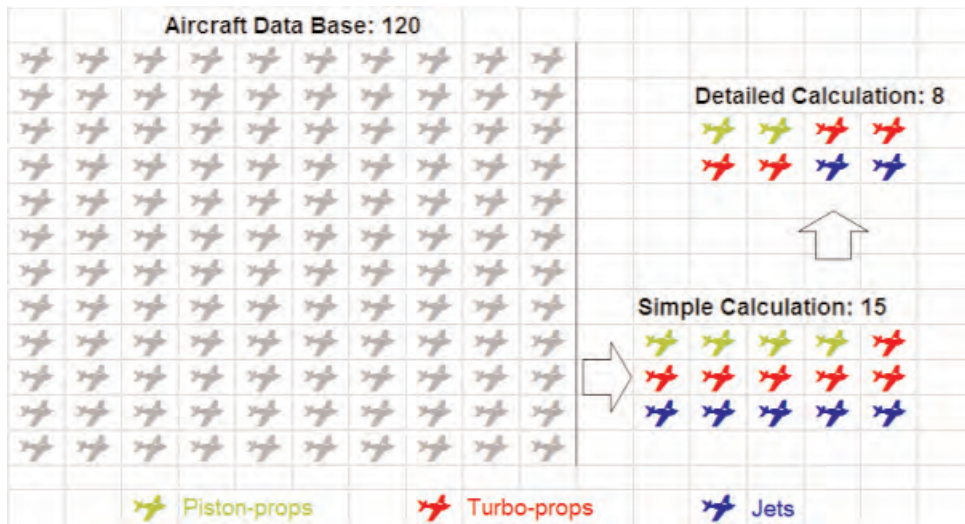 Aircraft Data Base: 120
Detailed Calculation: 8
Simple Calculation: 15
Piston-props
Turbo-props
Jets